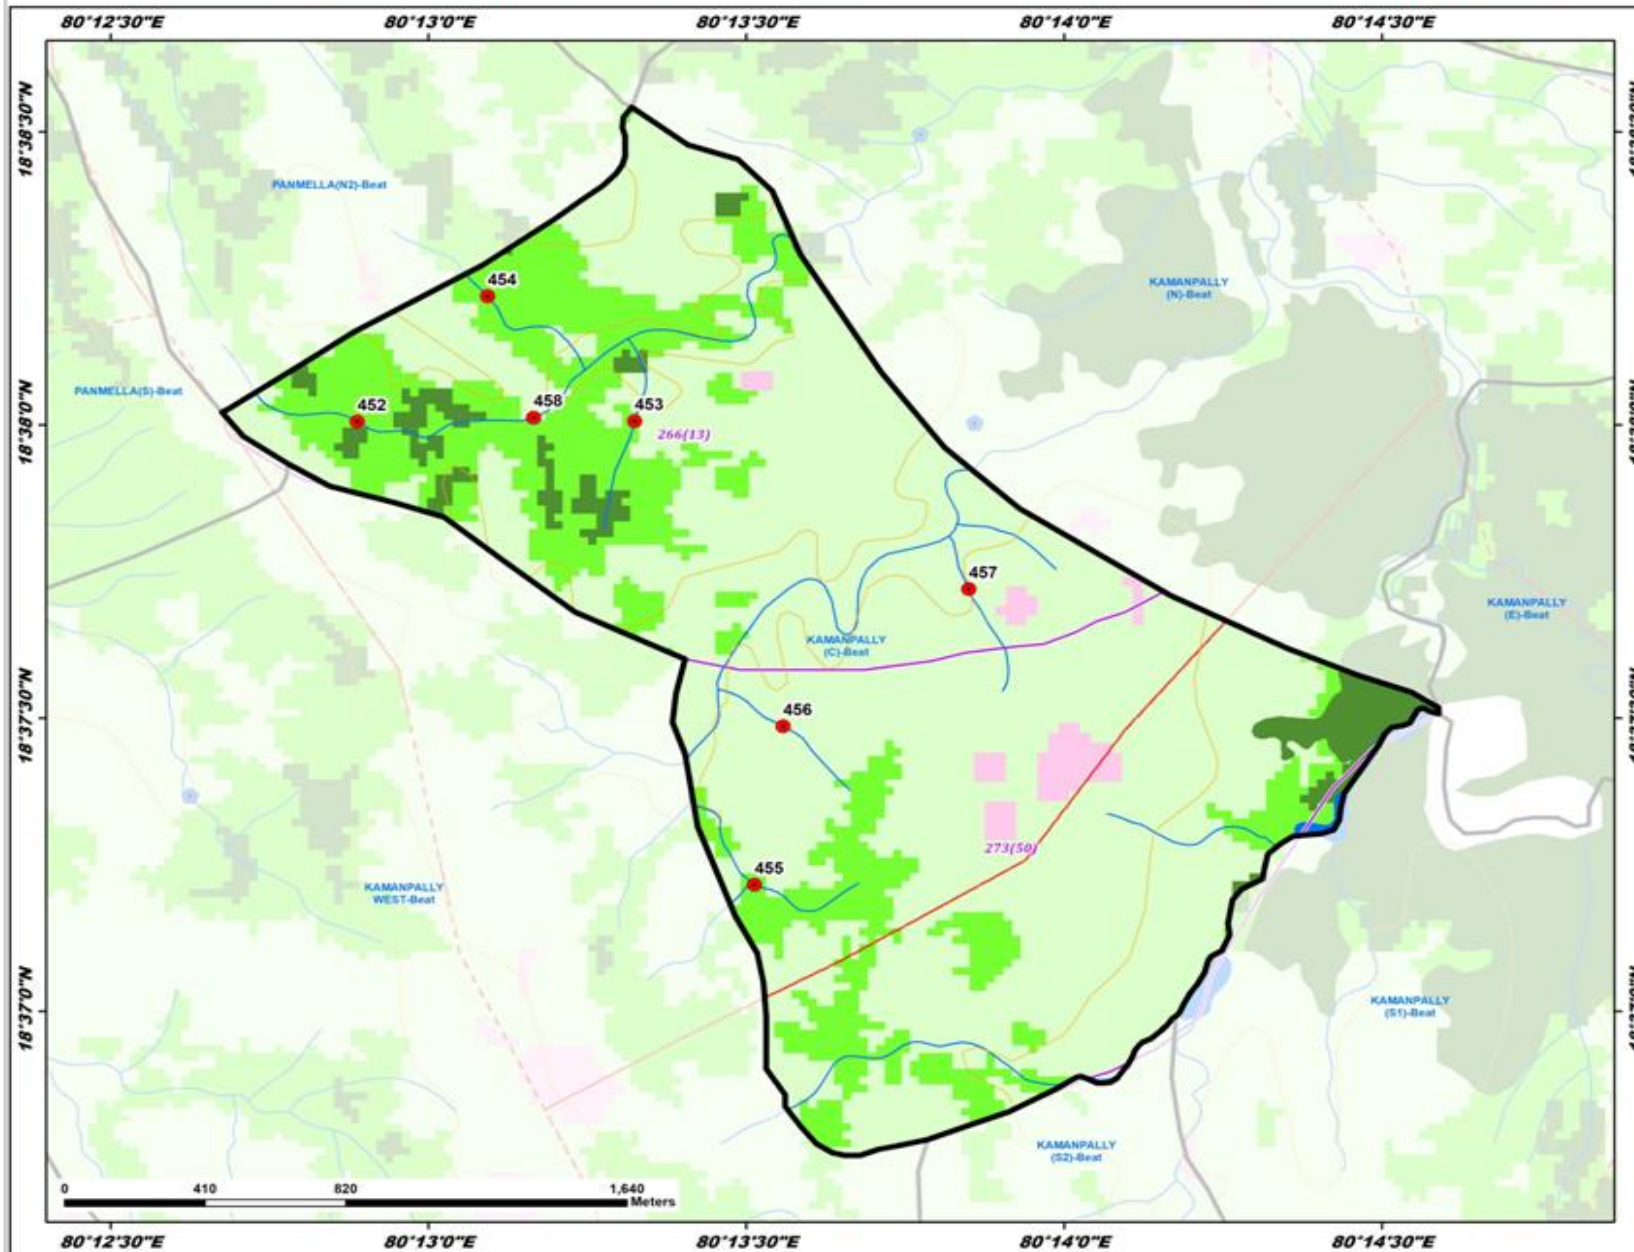 80°12'30"E 80°13'0"E 80°13'30"E 80°14'0"E 80°14'30"E
18°38'30"N
PANMELLA(N2)-Beat
454
KAMANPALLY
(N)-Beat
PANMELLA(S)-Beat
18°38'0"N
452
458
453
266(13)
457
KAMANPALLY
(E)-Beat
KAMANPALLY
(C)-Beat
18°37'30"N
456
273(50)
455
KAMANPALLY
WEST-Beat
18°37'0"N
KAMANPALLY
(S1)-Beat
KAMANPALLY
(S2)-Beat
0 410 820 1,640
Meters
80°12'30"E 80°13'0"E 80°13'30"E 80°14'0"E 80°14'30"E